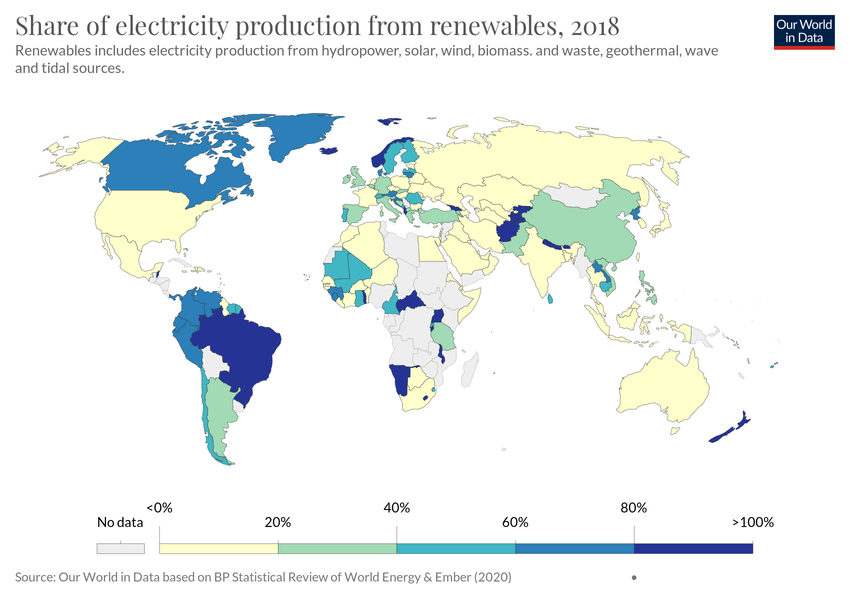 Share of electricity production from renewables, 2018
Our World
in Data
Renewables includes electricity production from hydropower, solar, wind, biomass. and waste, geothermal, wave
and tidal sources.
<0% 40% 80%
No data 20% 60% >100%
Source: Our World in Data based on BP Statistical Review of World Energy & Ember (2020) •